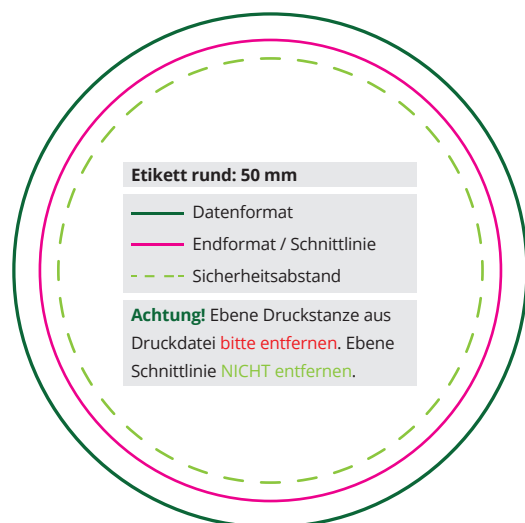 Etikett rund: 50 mm
Datenformat
Endformat / Schnittlinie
Sicherheitsabstand
Achtung! Ebene Druckstanze aus
Druckdatei bitte entfernen. Ebene
Schnittlinie NICHT entfernen.